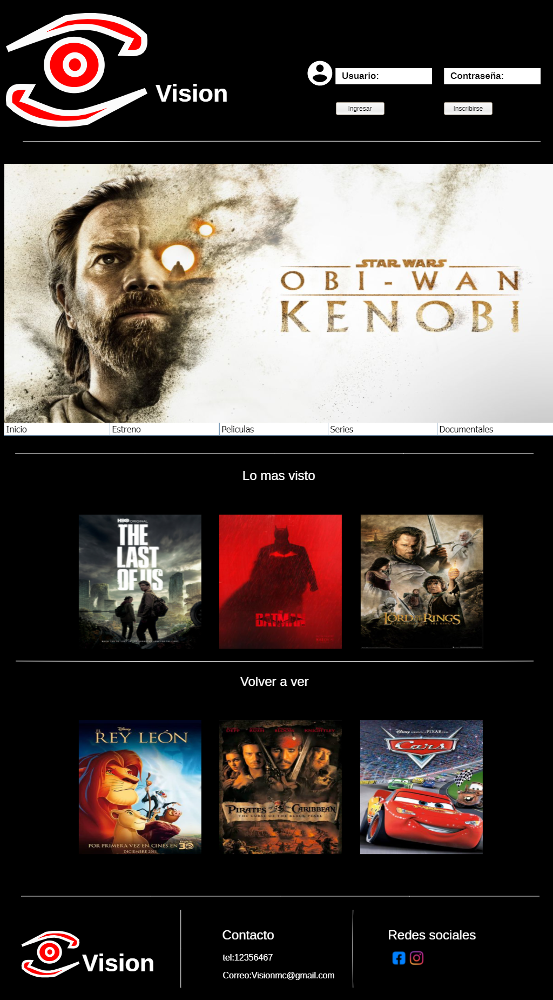 Vision
Usuario:
Contraseña:
Ingresar
Inscribirse
STAR WARS
OBI-WAN
KENOBI
Inicio
Estreno
Peliculas
Series
Documentales
Lo mas visto
HBO ORIGINAL
THE
LAST
OF US
THE
BATMAN
THE
LORD OF THE RINGS
THE RETURN OF THE KING
Volver a ver
Disney
EL
REY LEÓN
POR PRIMERA VEZ EN CINES EN Digital 3D
DICIEMBRE 2011
DEPP RUSH BLOOM KNIGHTLEY
PIRATES of the CARIBBEAN
THE CURSE OF THE BLACK PEARL
Disney PRESENTA A PIXAR FILM
Cars
Vision
Contacto
tel:12356467
Correo:Visionmc@gmail.com
Redes sociales